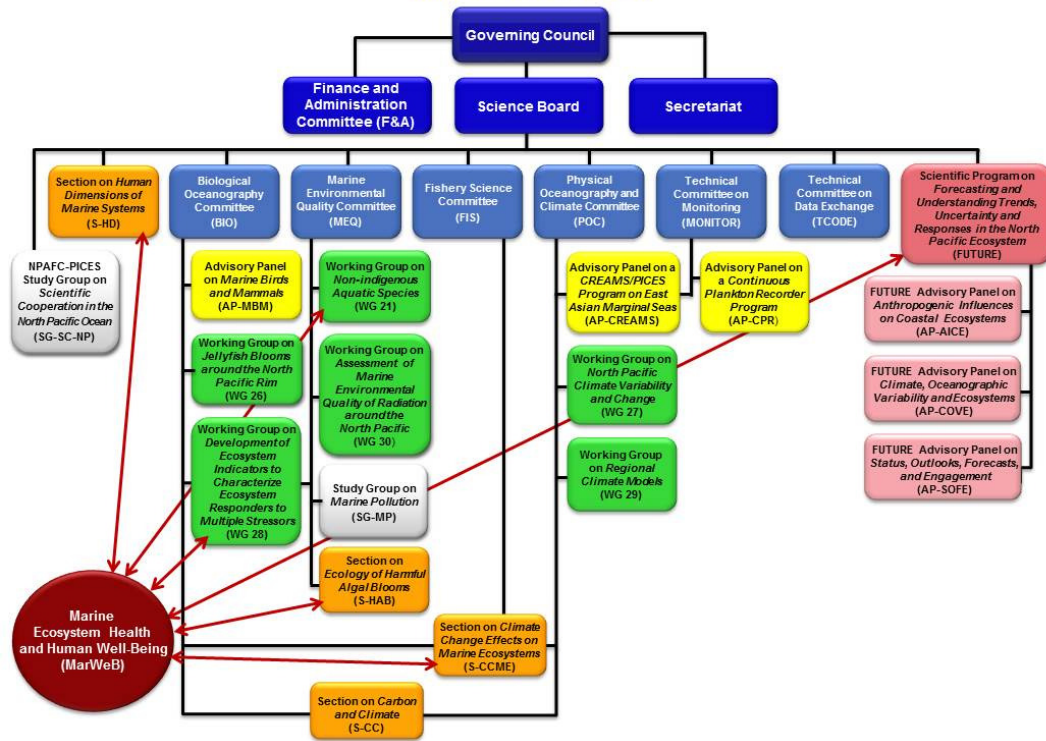 Governing Council
Finance and
Administration
Committee (F&A)
Science Board
Secretariat
Section on Human
Dimensions of
Marine Systems
(S-HD)
Biological
Oceanography
Committee
(BIO)
Marine
Environmental
Quality Committee
(MEQ)
Fishery Science
Committee
(FIS)
Physical
Oceanography and
Climate Committee
(POC)
Technical
Committee on
Monitoring
(MONITOR)
Technical
Committee on
Data Exchange
(TCODE)
Scientific Program on
Forecasting and
Understanding Trends,
Uncertainty and
Responses in the North
Pacific Ecosystem
(FUTURE)
NPAFC-PICES
Study Group on
Scientific
Cooperation in the
North Pacific Ocean
(SG-SC-NP)
Advisory Panel
on Marine Birds
and Mammals
(AP-MBM)
Working Group on
Non-indigenous
Aquatic Species
(WG 21)
Advisory Panel on a
CREAMS/PICES
Program on East
Asian Marginal Seas
(AP-CREAMS)
Advisory Panel on
a Continuous
Plankton Recorder
Program
(AP-CPR)
FUTURE Advisory Panel on
Anthropogenic Influences
on Coastal Ecosystems
(AP-AICE)
Working Group on
Jellyfish Blooms
around the North
Pacific Rim
(WG 26)
Working Group on
Assessment of
Marine
Environmental
Quality of Radiation
around the
North Pacific
(WG 30)
Working Group on
North Pacific
Climate Variability
and Change
(WG 27)
FUTURE Advisory Panel on
Climate, Oceanographic
Variability and Ecosystems
(AP-COVE)
Working Group on
Development of
Ecosystem
Indicators to
Characterize
Ecosystem
Responders to
Multiple Stressors
(WG 28)
Study Group on
Marine Pollution
(SG-MP)
Working Group
on Regional
Climate Models
(WG 29)
FUTURE Advisory Panel on
Status, Outlooks, Forecasts,
and Engagement
(AP-SOFE)
Section on
Ecology of Harmful
Algal Blooms
(S-HAB)
Marine
Ecosystem Health
and Human Well-Being
(MarWeB)
Section on Climate
Change Effects on
Marine Ecosystems
(S-CCME)
Section on Carbon
and Climate
(S-CC)